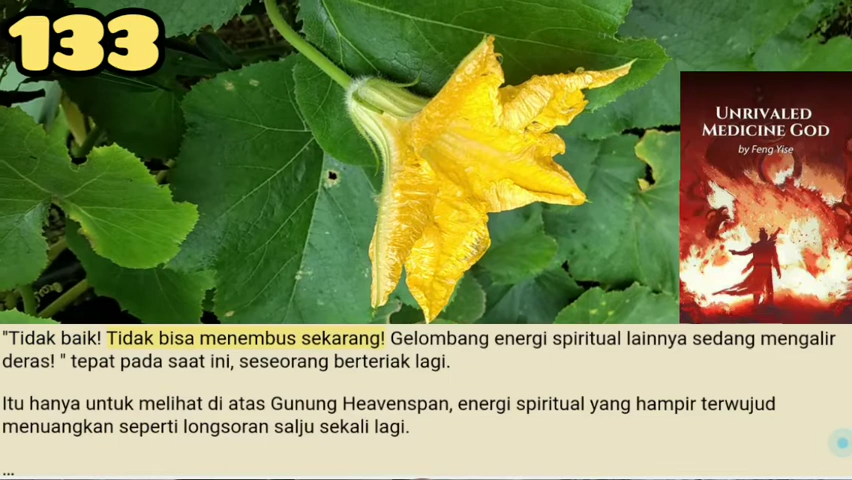 133
UNRIVALED
MEDICINE GOD
by Feng Yise
"Tidak baik! Tidak bisa menembus sekarang! Gelombang energi spiritual lainnya sedang mengalir
deras! " tepat pada saat ini, seseorang berteriak lagi.
Itu hanya untuk melihat di atas Gunung Heavenspan, energi spiritual yang hampir terwujud
menuangkan seperti longsoran salju sekali lagi.
...